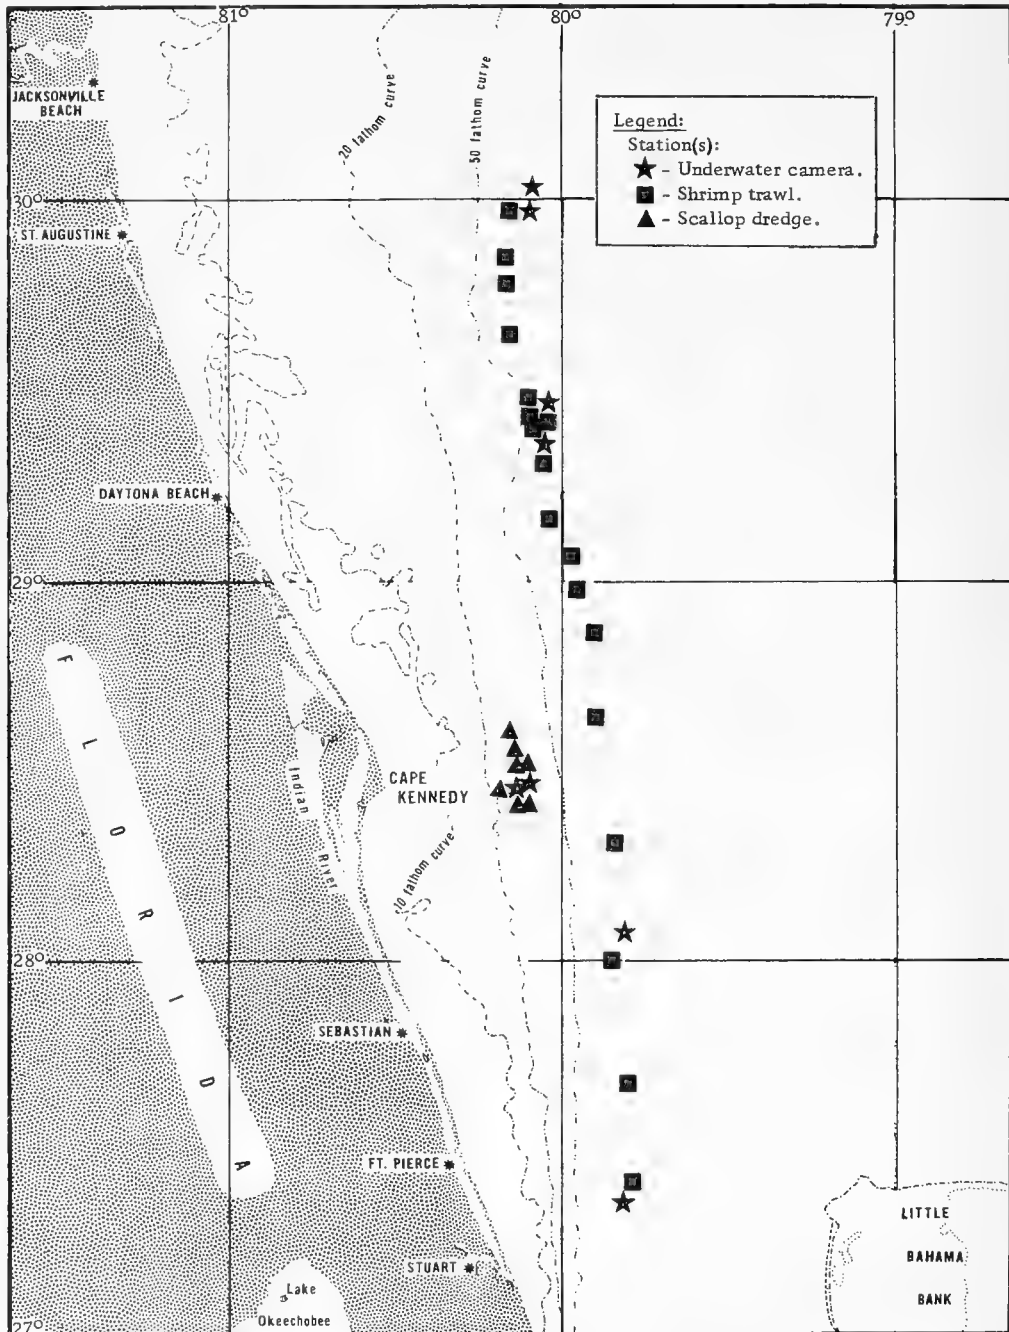 81°
80°
79°
JACKSONVILLE
BEACH
20 fathom curve
50 fathom curve
Legend:
Station(s):
★ - Underwater camera.
■ - Shrimp trawl.
▲ - Scallop dredge.
30°
ST. AUGUSTINE
DAYTONA BEACH
29°
FLORIDA
Indian River
CAPE
KENNEDY
10 fathom curve
28°
SEBASTIAN
FT. PIERCE
STUART
Lake
Okeechobee
LITTLE
BAHAMA
BANK
27°